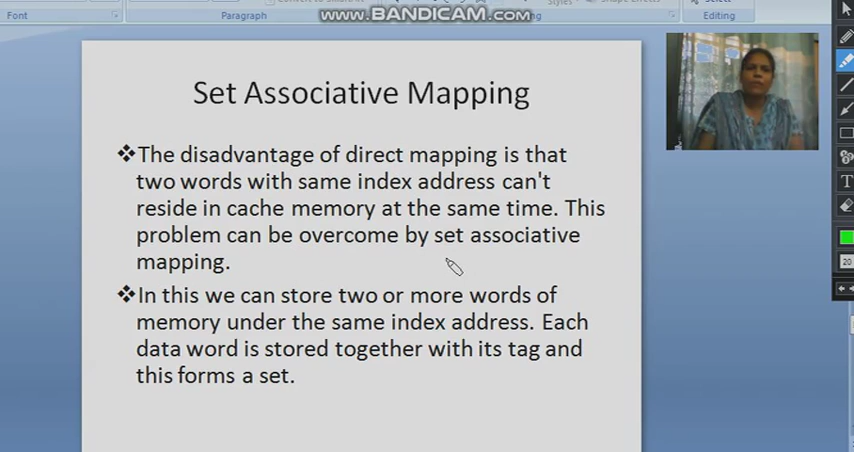 Font
Paragraph
Editing
www.BANDICAM.com
Set Associative Mapping
❖The disadvantage of direct mapping is that
two words with same index address can't
reside in cache memory at the same time. This
problem can be overcome by set associative
mapping.
❖In this we can store two or more words of
memory under the same index address. Each
data word is stored together with its tag and
this forms a set.
T
20